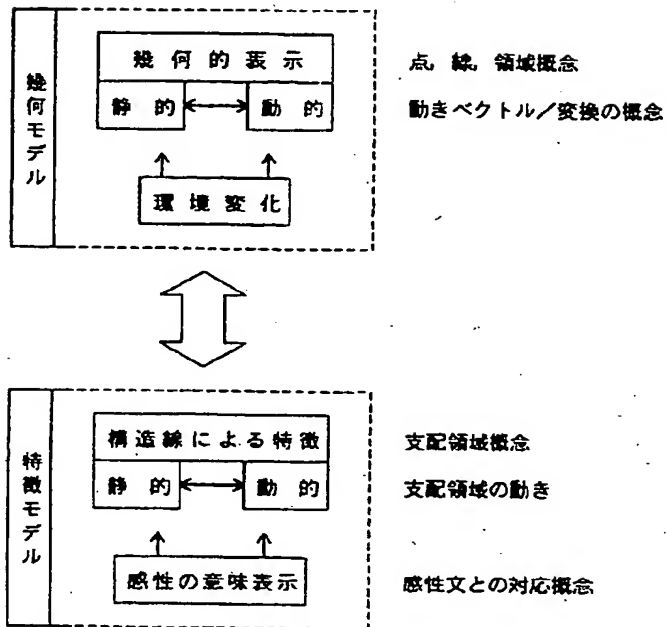 幾何モデル
幾何的表示
点, 線, 領域概念
静的
動的
動きベクトル／変換の概念
環境変化
特徴モデル
構造線による特徴
支配領域概念
静的
動的
支配領域の動き
感性の意味表示
感性文との対応概念